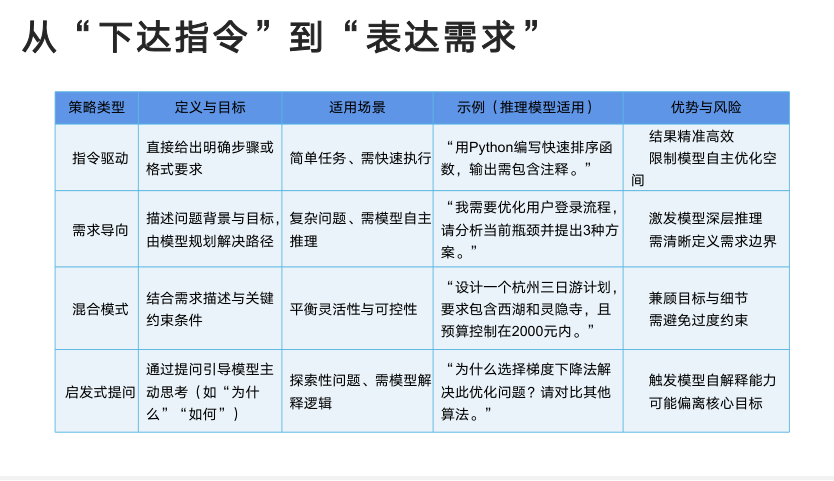 从“下达指令”到“表达需求”
策略类型 定义与目标 适用场景 示例（推理模型适用） 优势与风险
指令驱动
直接给出明确步骤或
格式要求
简单任务、需快速执行
“用Python编写快速排序函
数，输出需包含注释。”
结果精准高效
限制模型自主优化空
间
需求导向
描述问题背景与目标，
由模型规划解决路径
复杂问题、需模型自主
推理
“我需要优化用户登录流程，
请分析当前瓶颈并提出3种方
案。”
激发模型深层推理
需清晰定义需求边界
混合模式
结合需求描述与关键
约束条件
平衡灵活性与可控性
“设计一个杭州三日游计划，
要求包含西湖和灵隐寺，且
预算控制在2000元内。”
兼顾目标与细节
需避免过度约束
启发式提问
通过提问引导模型主
动思考（如“为什
么”“如何”）
探索性问题、需模型解
释逻辑
“为什么选择梯度下降法解
决此优化问题？请对比其他
算法。”
触发模型自解释能力
可能偏离核心目标